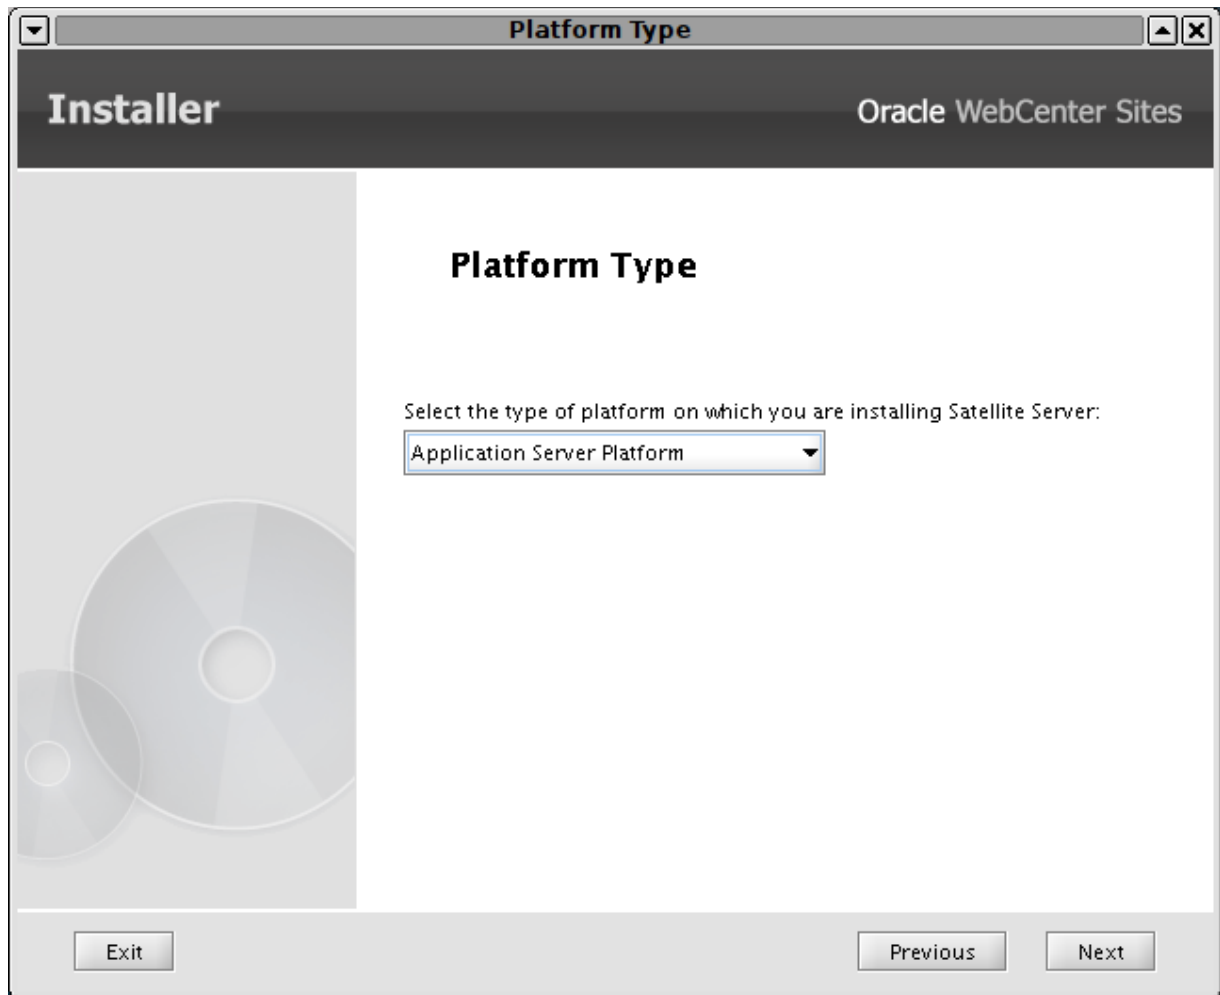 Platform Type
Installer
Oracle WebCenter Sites
Platform Type
Select the type of platform on which you are installing Satellite Server:
Application Server Platform
Exit
Previous
Next